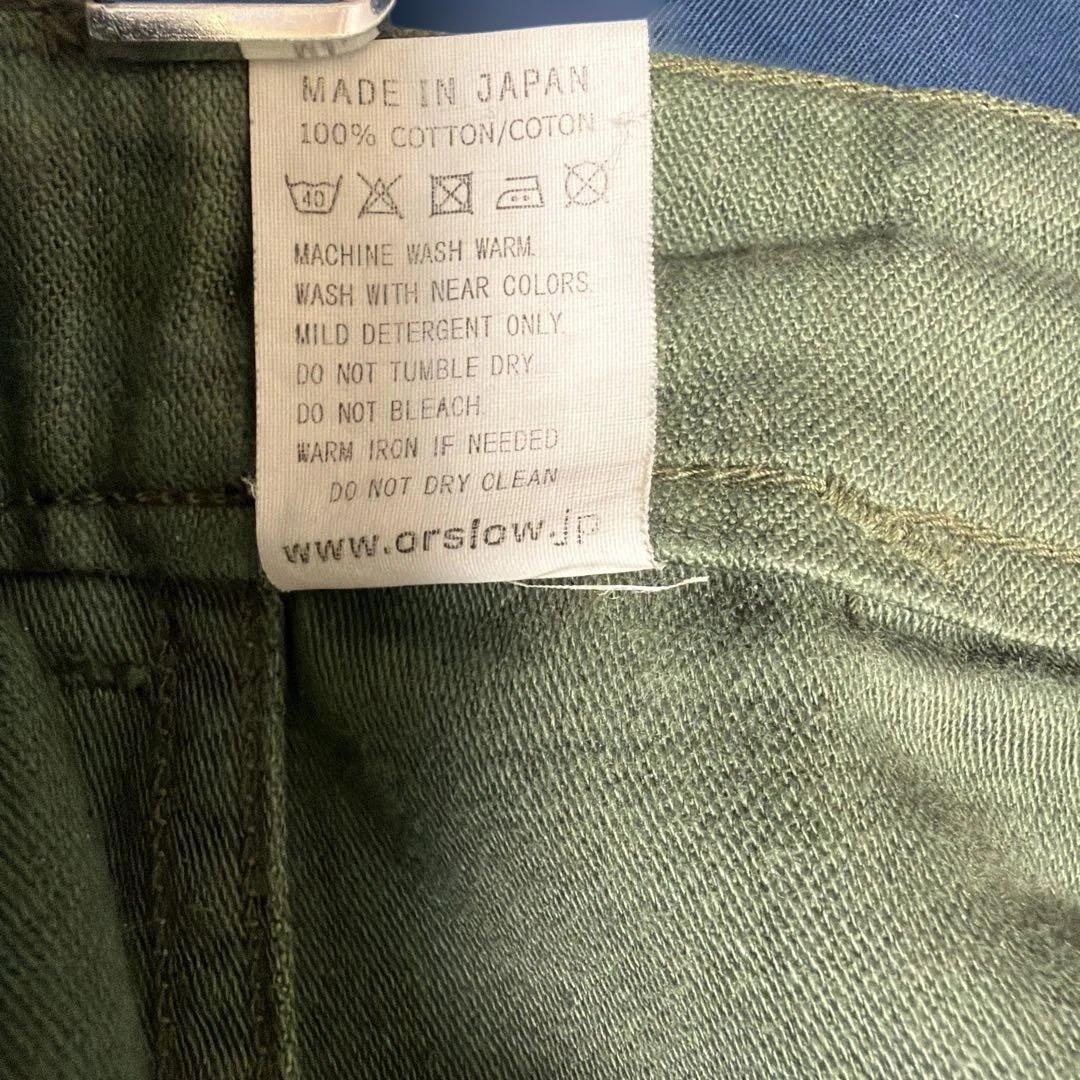 MADE IN JAPAN
100% COTTON/COTON
40
MACHINE WASH WARM.
WASH WITH NEAR COLORS.
MILD DETERGENT ONLY.
DO NOT TUMBLE DRY.
DO NOT BLEACH.
WARM IRON IF NEEDED
DO NOT DRY CLEAN
www.orslow.jp